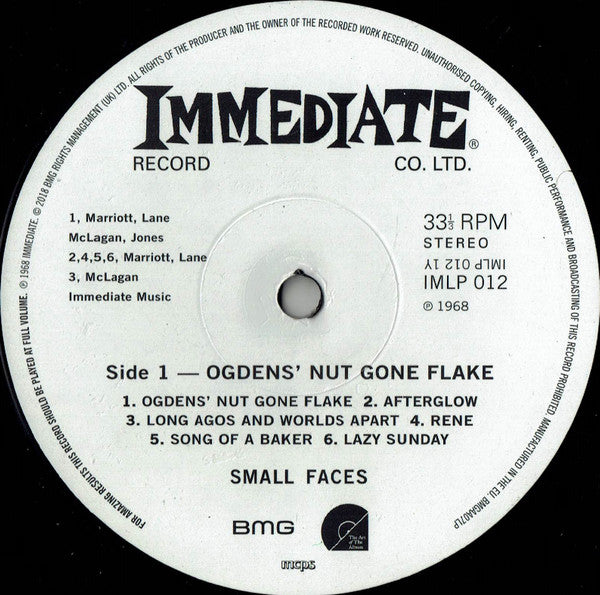 FOR AMAZING RESULTS THIS RECORD SHOULD BE PLAYED AT FULL VOLUME. ℗ 1968 IMMEDIATE. © 2018 BMG RIGHTS MANAGEMENT (UK) LTD. ALL RIGHTS OF THE PRODUCER AND THE OWNER OF THE RECORDED WORK RESERVED. UNAUTHORISED COPYING, HIRING, RENTING, PUBLIC PERFORMANCE AND BROADCASTING OF THIS RECORD PROHIBITED. MANUFACTURED IN THE EU. BMGAA07LP
IMMEDIATE®
RECORD CO. LTD.
1, Marriott, Lane
McLagan, Jones
2,4,5,6, Marriott, Lane
3, McLagan
Immediate Music
33⅓ RPM
STEREO
IMLP 012 1Y
IMLP 012
℗ 1968
Side 1 — OGDENS' NUT GONE FLAKE
1. OGDENS' NUT GONE FLAKE 2. AFTERGLOW
3. LONG AGOS AND WORLDS APART 4. RENE
5. SONG OF A BAKER 6. LAZY SUNDAY
SMALL FACES
BMG
The Art
of The
Album
mcps